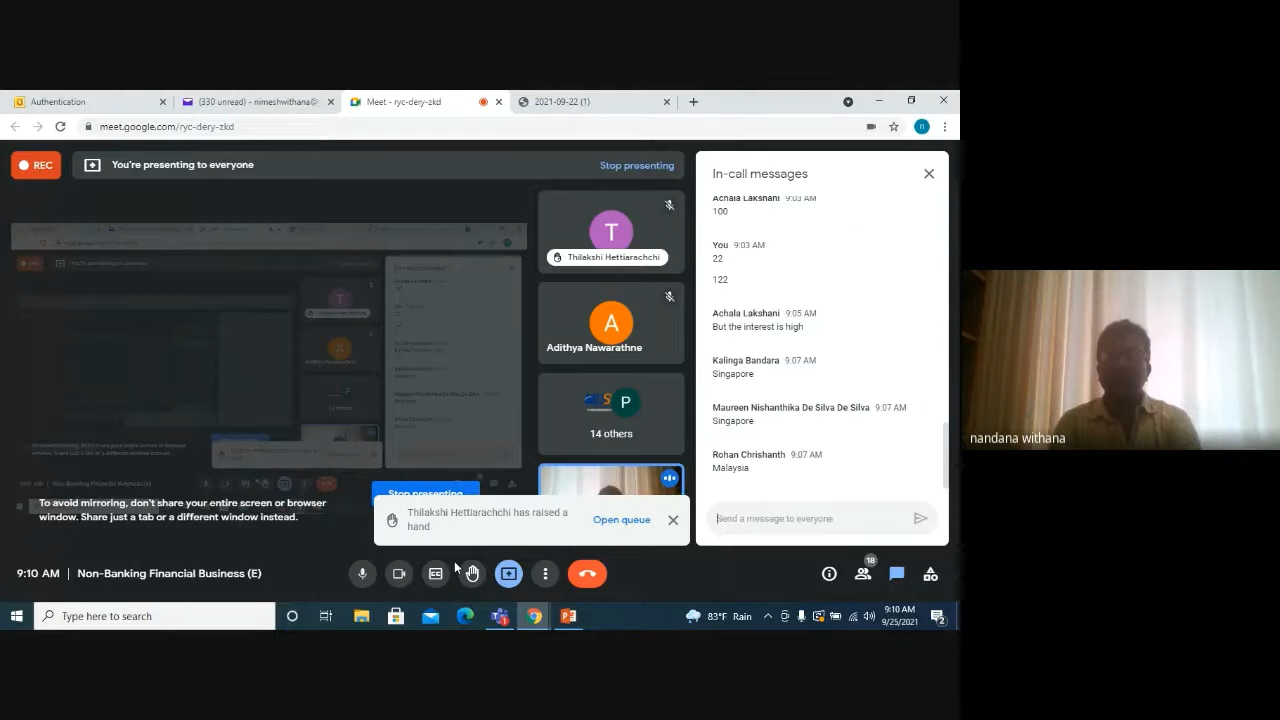 Authentication
(330 unread) - nimeshwithana@
Meet - ryc-dery-zkd
2021-09-22 (1)
meet.google.com/ryc-dery-zkd
n
REC
You're presenting to everyone
Stop presenting
T
Thilakshi Hettiarachchi
A
Adithya Nawarathne
P
14 others
In-call messages
Achala Lakshani 9:03 AM
100
You 9:03 AM
22
122
Achala Lakshani 9:05 AM
But the interest is high
Kalinga Bandara 9:07 AM
Singapore
Maureen Nishanthika De Silva De Silva 9:07 AM
Singapore
Rohan Chrishanth 9:07 AM
Malaysia
Send a message to everyone
To avoid mirroring, don't share your entire screen or browser
window. Share just a tab or a different window instead.
Stop presenting
Thilakshi Hettiarachchi has raised a
hand
Open queue
9:10 AM | Non-Banking Financial Business (E)
18
Type here to search
83°F Rain
9:10 AM
9/25/2021
2
nandana withana